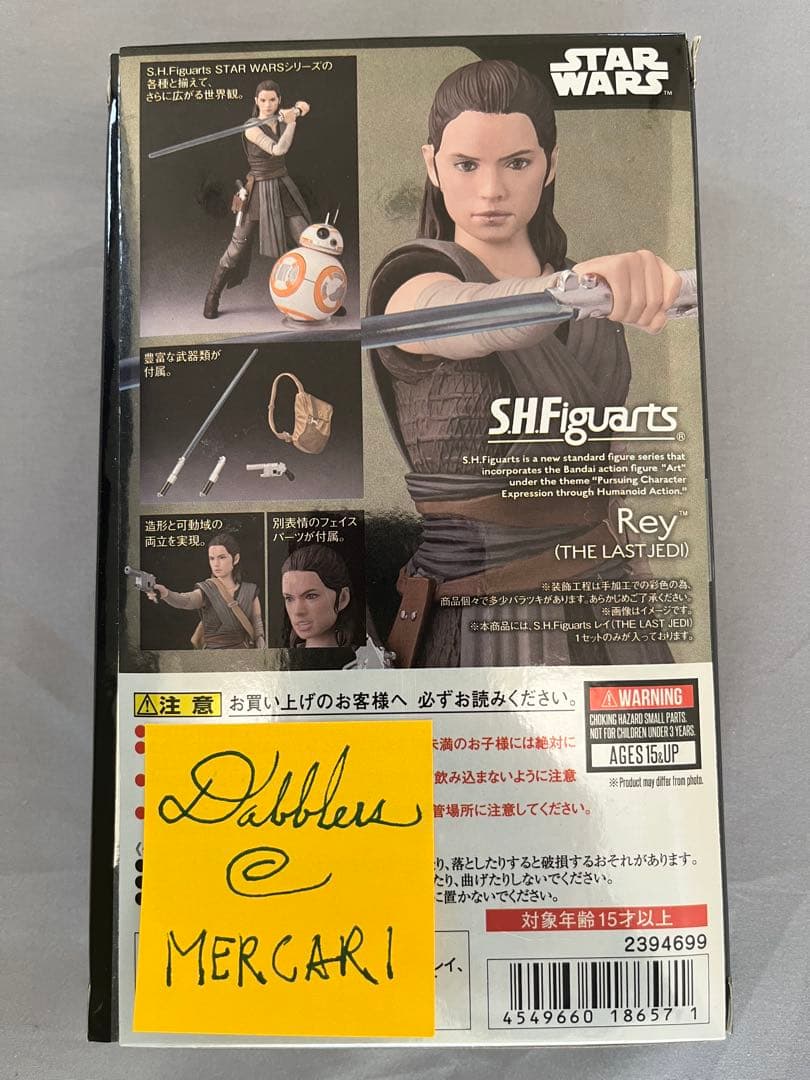 S.H.Figuarts STAR WARSシリーズの
各種と揃えて、
さらに広がる世界観。
STAR
WARS™
豊富な武器類が
付属。
S.H.Figuarts®
S.H.Figuarts is a new standard figure series that
incorporates the Bandai action figure "Art"
under the theme "Pursuing Character
Expression through Humanoid Action."
造形と可動域の
両立を実現。
別表情のフェイス
パーツが付属。
Rey™
(THE LAST JEDI)
※装飾工程は手加工での彩色の為、
商品個々で多少バラツキがあります。あらかじめご了承ください。
※画像はイメージです。
※本商品には、S.H.Figuarts レイ(THE LAST JEDI)
1セットのみが入っております。
注意 お買い上げのお客様へ 必ずお読みください。
WARNING
CHOKING HAZARD SMALL PARTS.
NOT FOR CHILDREN UNDER 3 YEARS.
AGES 15 & UP
※Product may differ from photo.
未満のお子様には絶対に
飲み込まないように注意
管場所に注意してください。
たり、落としたりすると破損するおそれがあります。
たり、曲げたりしないでください。
に置かないでください。
対象年齢15才以上
2394699
レイ、
4549660 18657 1
Dabblers
@
MERCARI